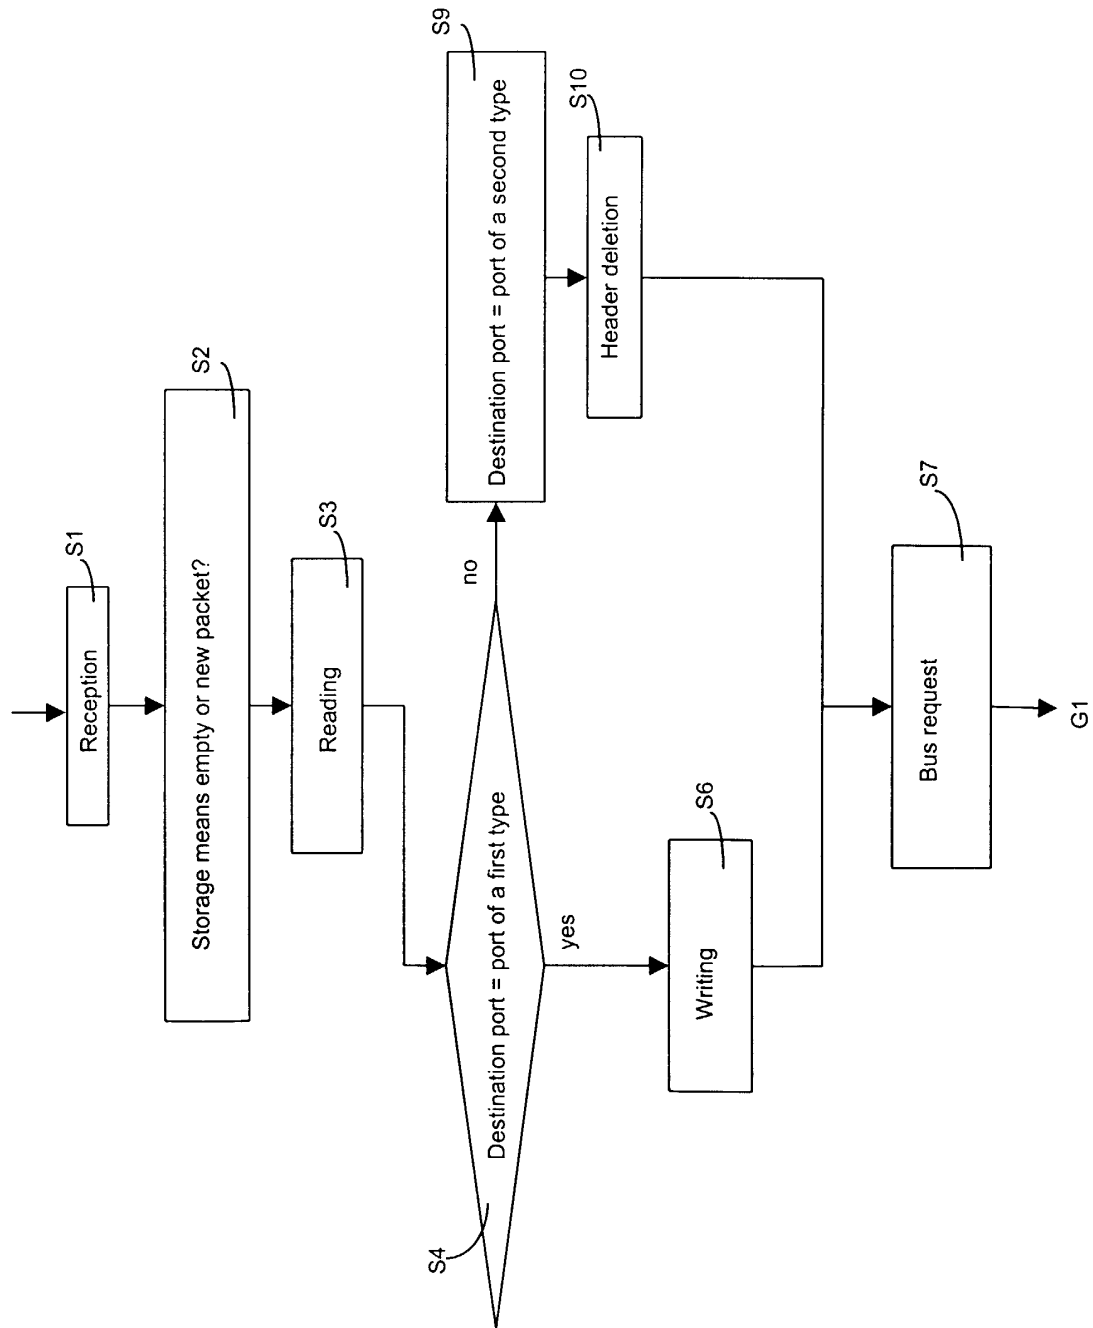 S1
Reception
S2
Storage means empty or new packet?
S3
Reading
S4
Destination port = port of a first type
no
yes
S9
Destination port = port of a second type
S10
Header deletion
S6
Writing
S7
Bus request
G1